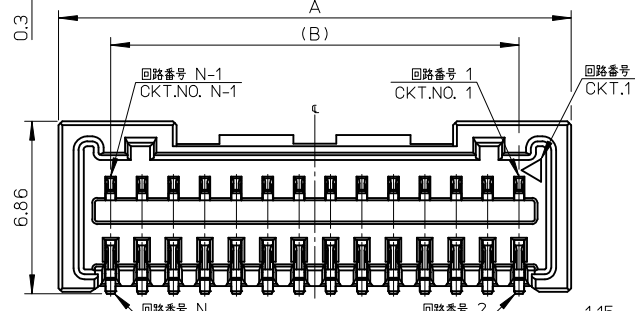 A
0.3
(B)
回路番号 N-1
CKT.NO. N-1
回路番号 1
CKT.NO. 1
回路番号
CKT.1
6.86
回路番号 N
回路番号 2